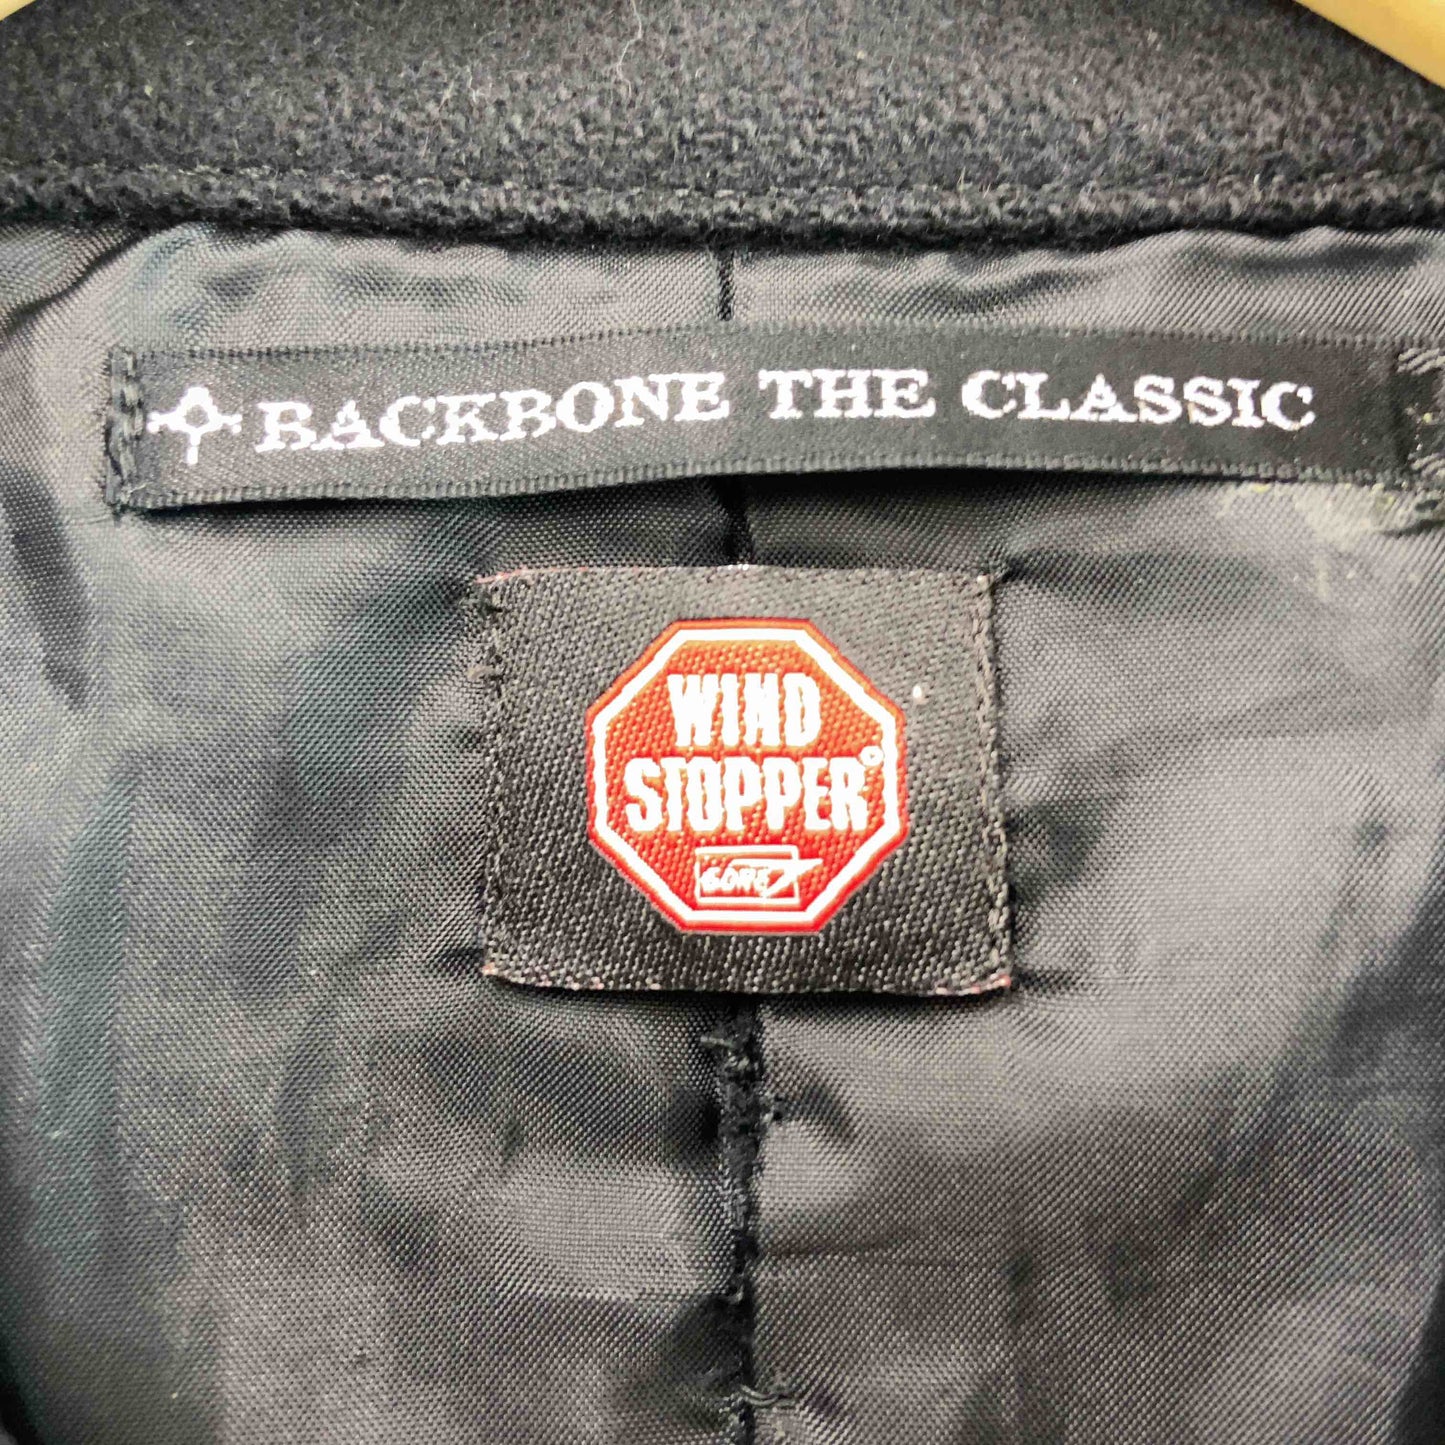 BACKBONE THE CLASSIC
WIND
STOPPER®
GORE